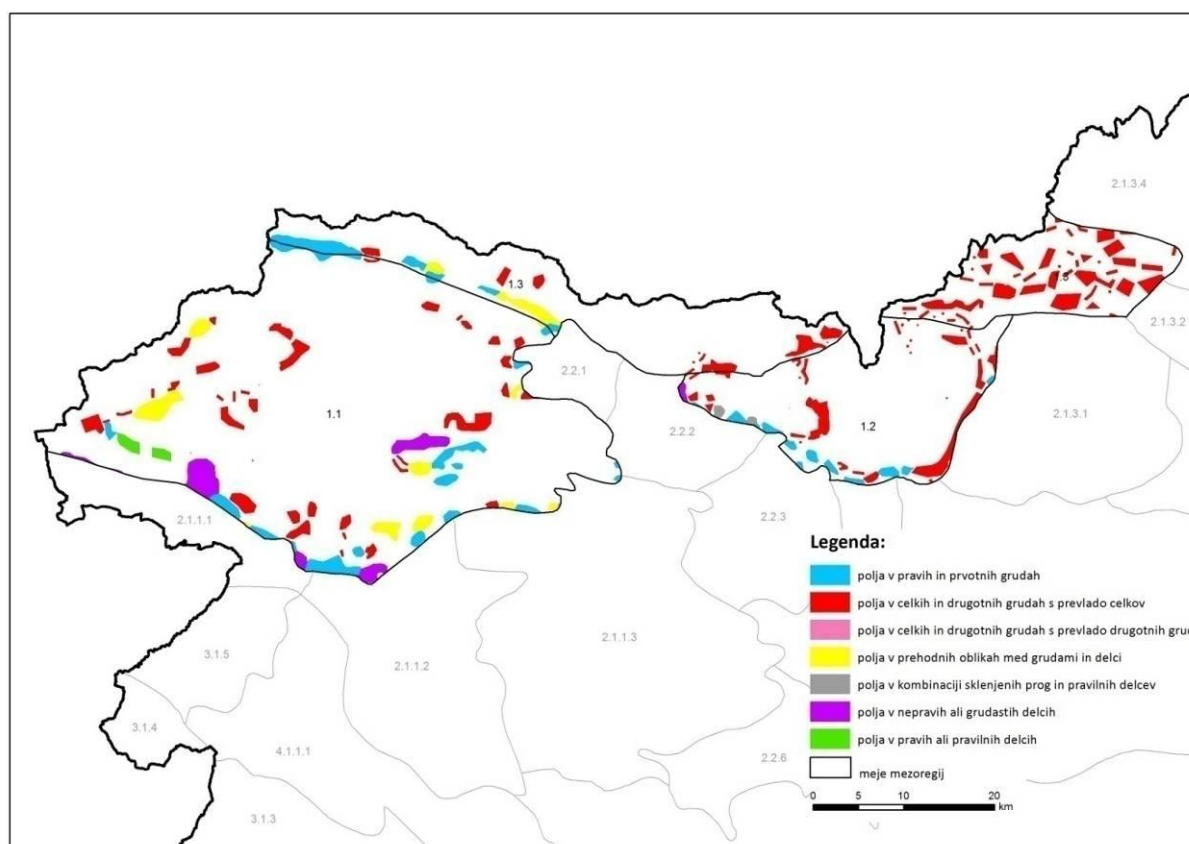 2.1.3.4
1.3
1.3
2.1.3.2
2.2.1
1.1
2.2.2
1.2
2.1.3.1
2.1.1.1
2.2.3
Legenda:
polja v pravih in prvotnih grudah
polja v celkih in drugotnih grudah s prevlado celkov
polja v celkih in drugotnih grudah s prevlado drugotnih grud
polja v prehodnih oblikah med grudami in delci
polja v kombinaciji sklenjenih prog in pravilnih delcev
polja v nepravih ali grudastih delcih
polja v pravih ali pravilnih delcih
meje mezoregij
0 5 10 20
km
2.1.1.3
3.1.5
2.1.1.2
3.1.4
4.1.1.1
2.2.6
3.1.3